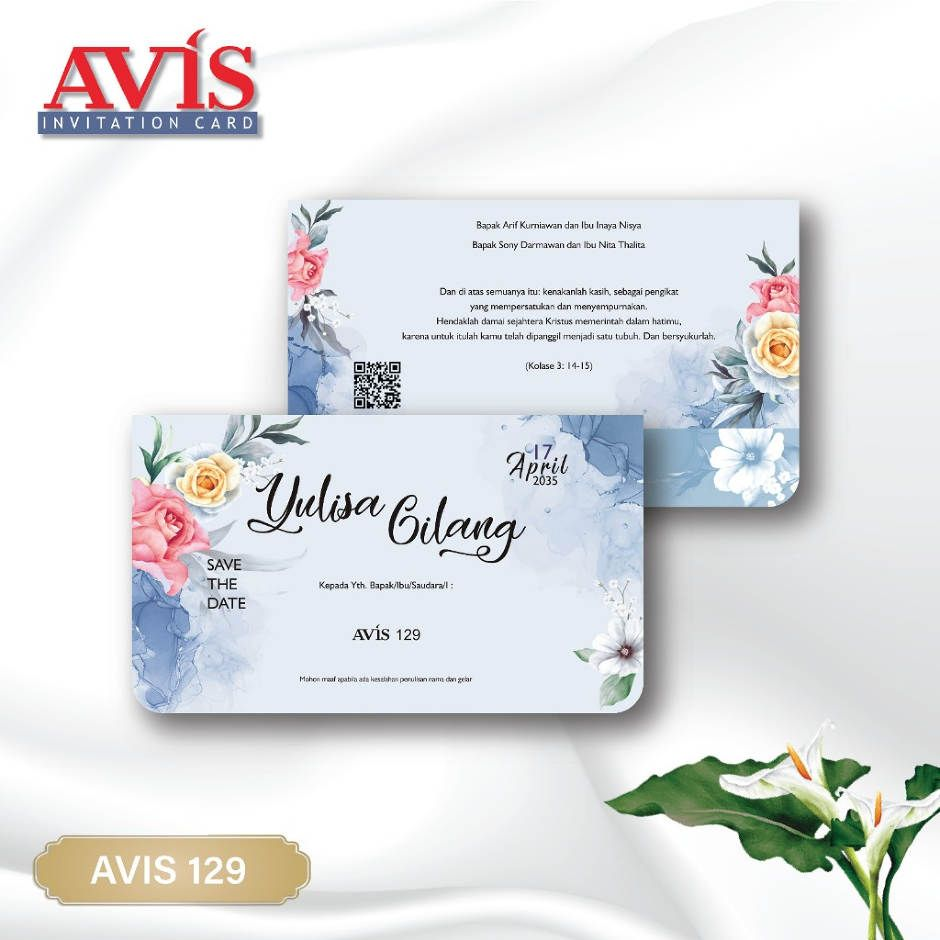 AVIS
INVITATION CARD
Bapak Arif Kurniawan dan Ibu Inaya Nisya
Bapak Sony Darmawan dan Ibu Nita Thalita
Dan di atas semuanya itu: kenakanlah kasih, sebagai pengikat
yang mempersatukan dan menyempurnakan.
Hendaklah damai sejahtera Kristus memerintah dalam hatimu,
karena untuk itulah kamu telah dipanggil menjadi satu tubuh. Dan bersyukurlah.
(Kolase 3: 14-15)
17
April
2035
Yulisa
Gilang
SAVE
THE
DATE
Kepada Yth. Bapak/Ibu/Saudara/I :
AVIS 129
Mohon maaf apabila ada kesalahan penulisan nama dan gelar
AVIS 129